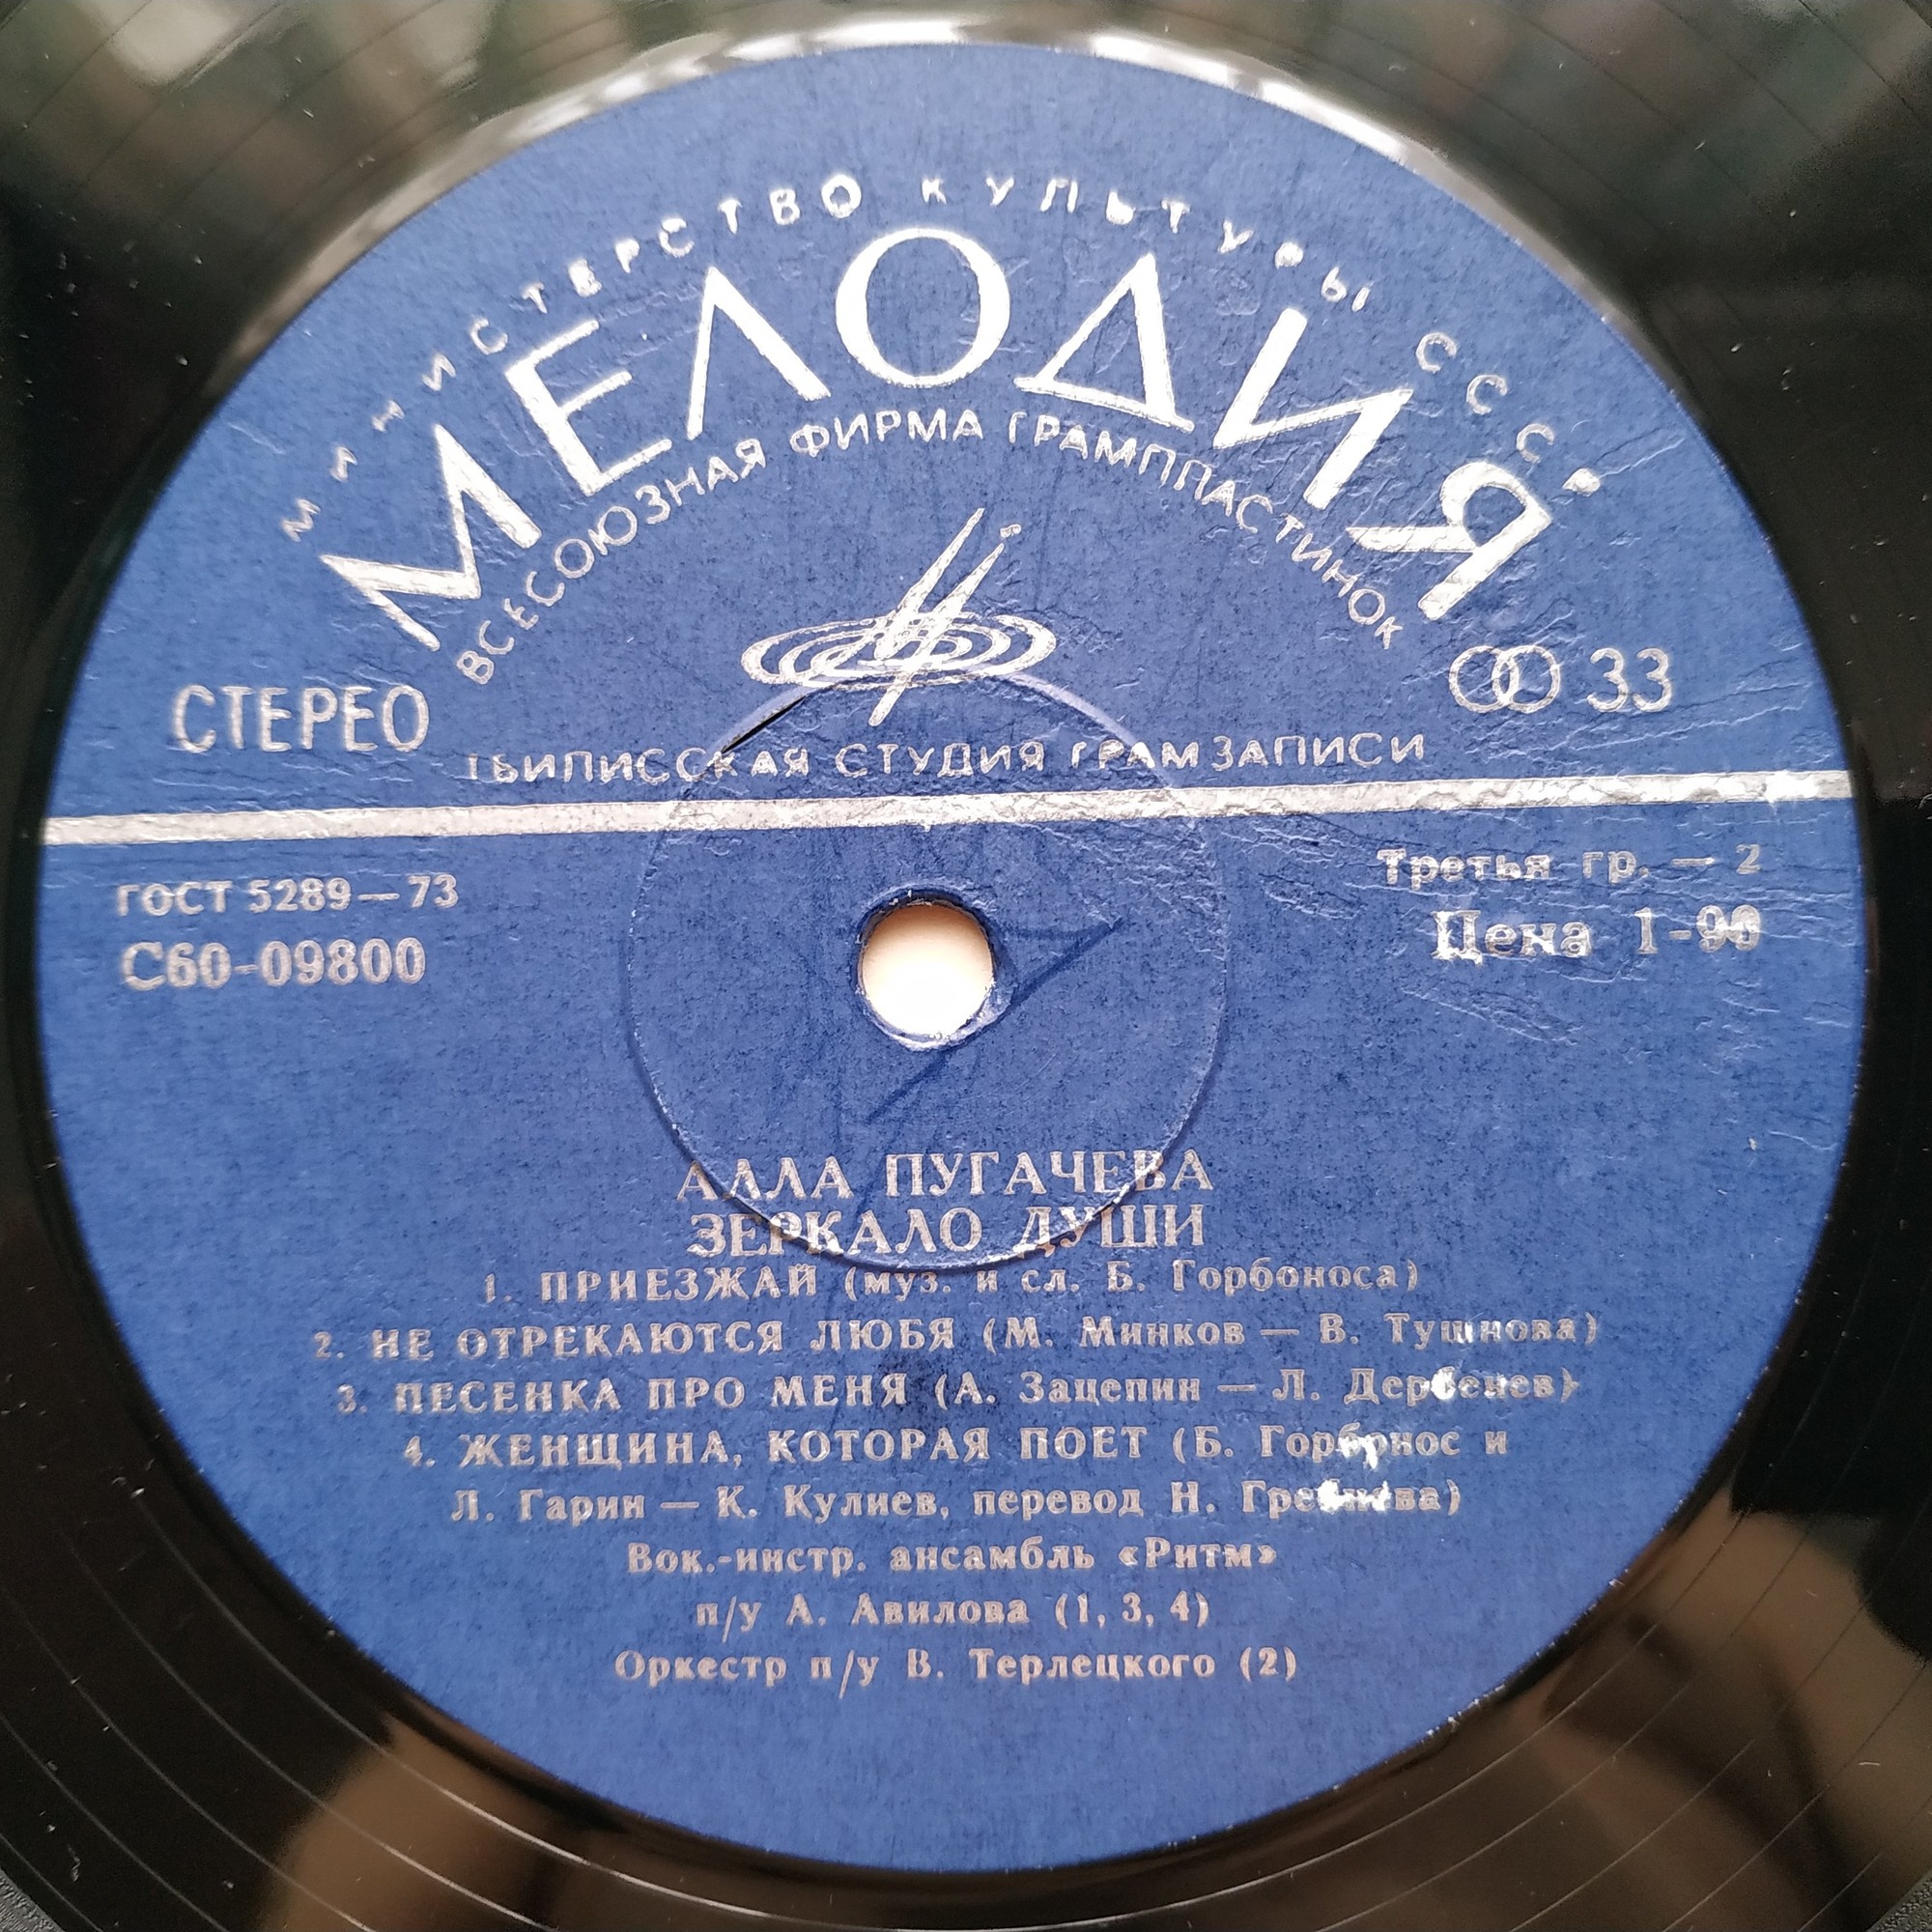 МИНИСТЕРСТВО КУЛЬТУРЫ СССР
МЕЛОДИЯ
ВСЕСОЮЗНАЯ ФИРМА ГРАМПЛАСТИНОК
СТЕРЕО
33
ТБИЛИССКАЯ СТУДИЯ ГРАМЗАПИСИ
ГОСТ 5289—73
С60-09800
Третья гр. — 2
Цена 1-90
АЛЛА ПУГАЧЕВА
ЗЕРКАЛО ДУШИ
1. ПРИЕЗЖАЙ (муз. и сл. Б. Горбоноса)
2. НЕ ОТРЕКАЮТСЯ ЛЮБЯ (М. Минков — В. Тушнова)
3. ПЕСЕНКА ПРО МЕНЯ (А. Зацепин — Л. Дербенев)
4. ЖЕНЩИНА, КОТОРАЯ ПОЕТ (Б. Горбонос и
Л. Гарин — К. Кулиев, перевод Н. Гребнева)
Вок.-инстр. ансамбль «Ритм»
п/у А. Авилова (1, 3, 4)
Оркестр п/у В. Терлецкого (2)